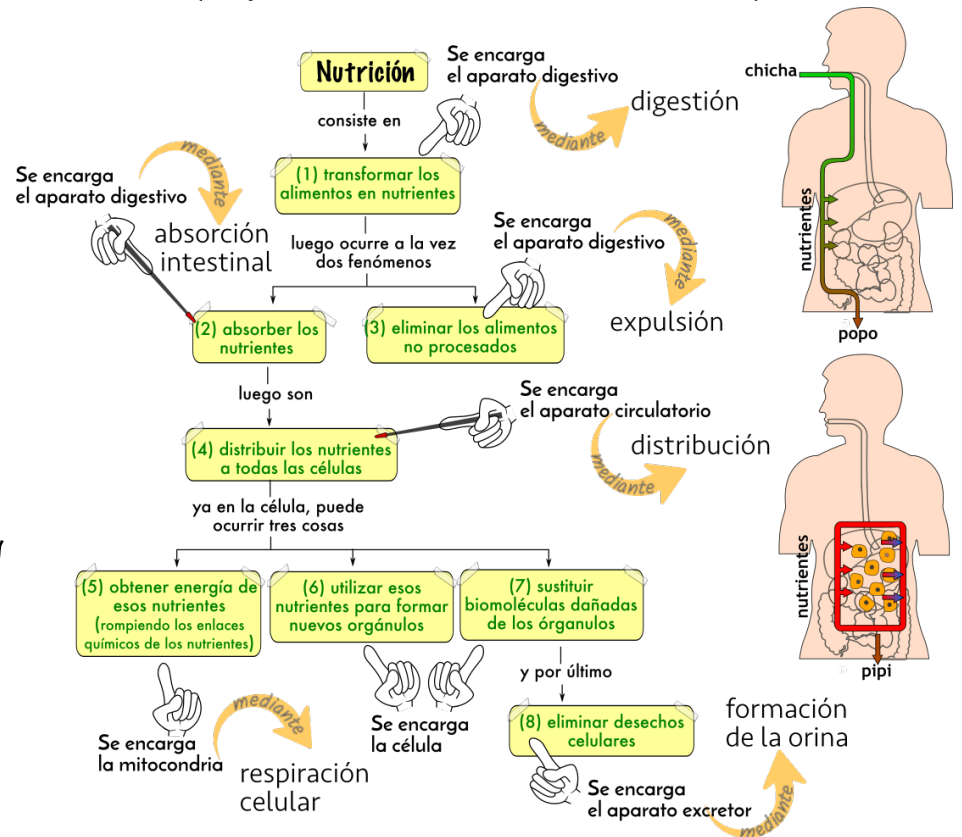 Nutrición
consiste en
Se encarga
el aparato digestivo
mediante
digestión
(1) transformar los
alimentos en nutrientes
luego ocurre a la vez
dos fenómenos
Se encarga
el aparato digestivo
mediante
absorción
intestinal
(2) absorber los
nutrientes
Se encarga
el aparato digestivo
mediante
expulsión
(3) eliminar los alimentos
no procesados
luego son
Se encarga
el aparato circulatorio
mediante
distribución
(4) distribuir los nutrientes
a todas las células
ya en la célula, puede
ocurrir tres cosas
(5) obtener energía de
esos nutrientes
(rompiendo los enlaces
químicos de los nutrientes)
(6) utilizar esos
nutrientes para formar
nuevos orgánulos
(7) sustituir
biomoléculas dañadas
de los órganulos
Se encarga
la mitocondria
mediante
respiración
celular
Se encarga
la célula
y por último
(8) eliminar desechos
celulares
Se encarga
el aparato excretor
mediante
formación
de la orina
chicha
nutrientes
popo
nutrientes
pipi